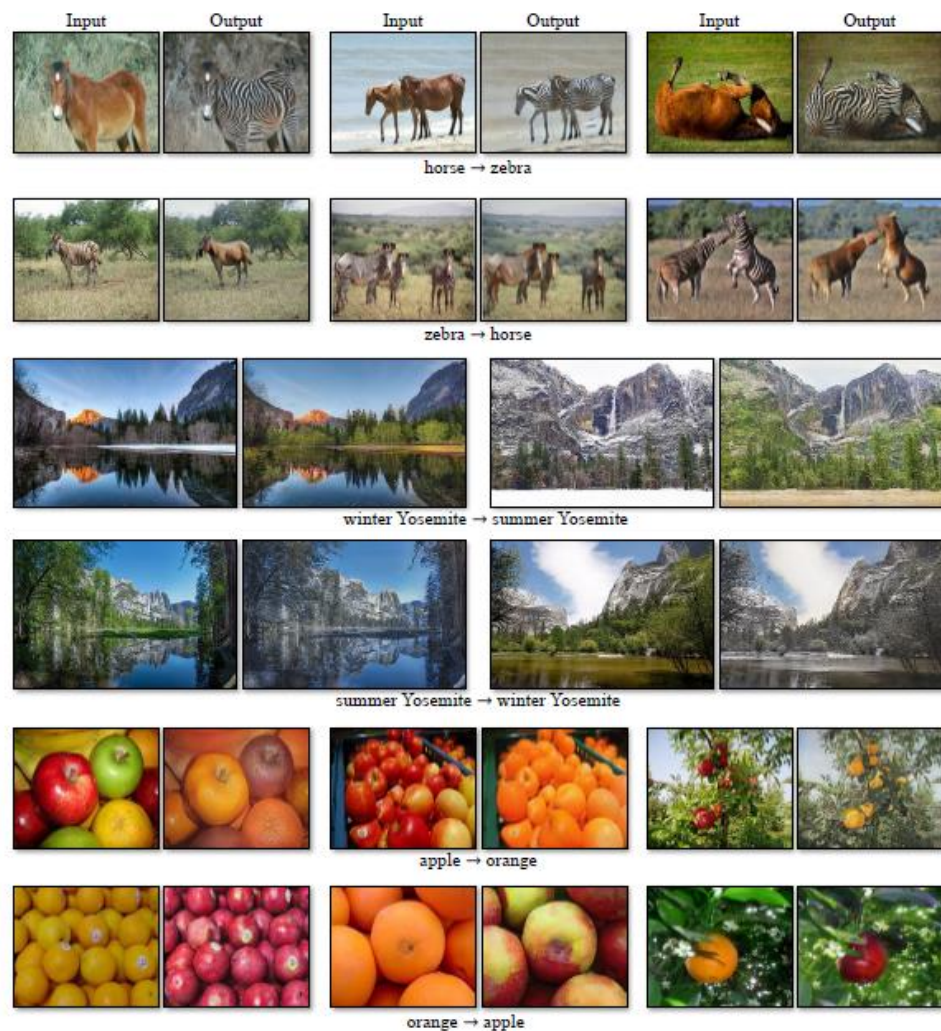 Input Output Input Output Input Output
horse → zebra
zebra → horse
winter Yosemite → summer Yosemite
summer Yosemite → winter Yosemite
apple → orange
orange → apple